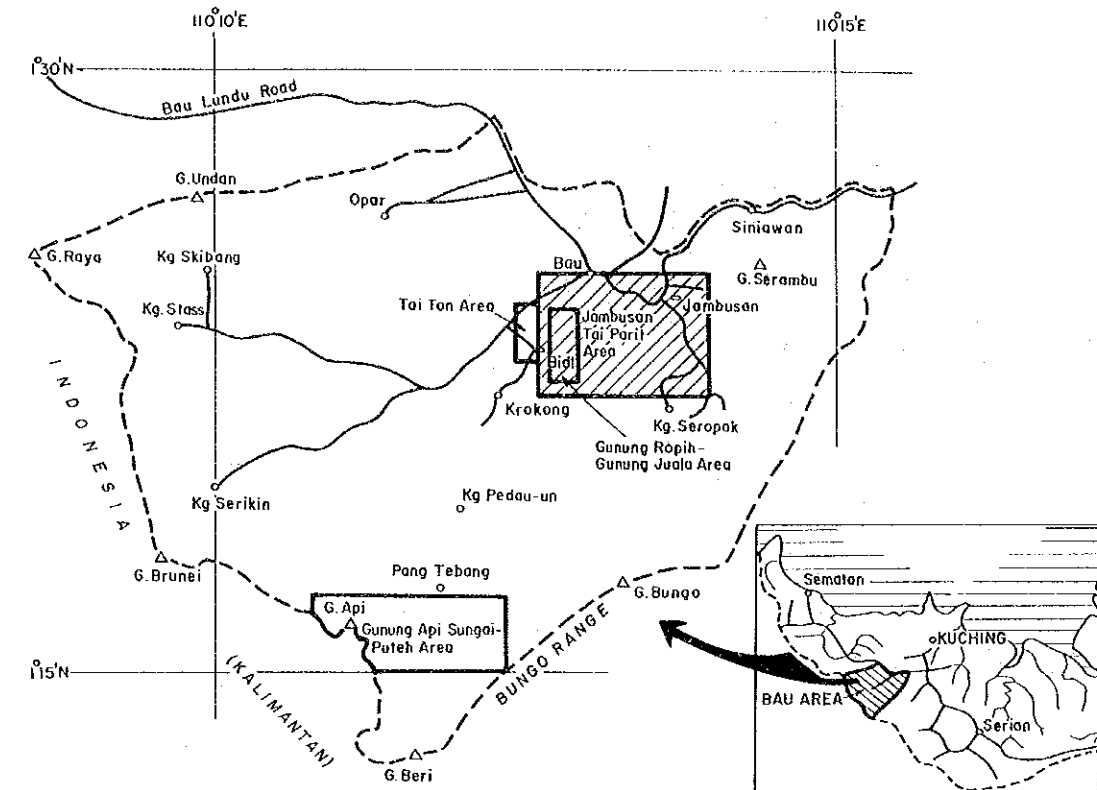 110°10'E
110°15'E
1°30'N
Bau Lundu Road
G.Undan
Opar
Siniawan
G.Raya
Kg Skibang
Bau
G.Serambu
Tai Ton Area
Jambusan
Kg. Stass
Jambusan
Tai Parit
Area
Bidi
INDONESIA
Krokong
Kg. Seropak
Gunung Ropih-
Gunung Juala Area
Kg Serikin
Kg Pedau-un
G.Brunei
Pang Tebang
G.Bungo
Sematan
G.Api
Gunung Api Sungai-
Puteh Area
KUCHING
1°15'N
BUNGO RANGE
(KALIMANTAN)
BAU AREA
Serian
G.Beri